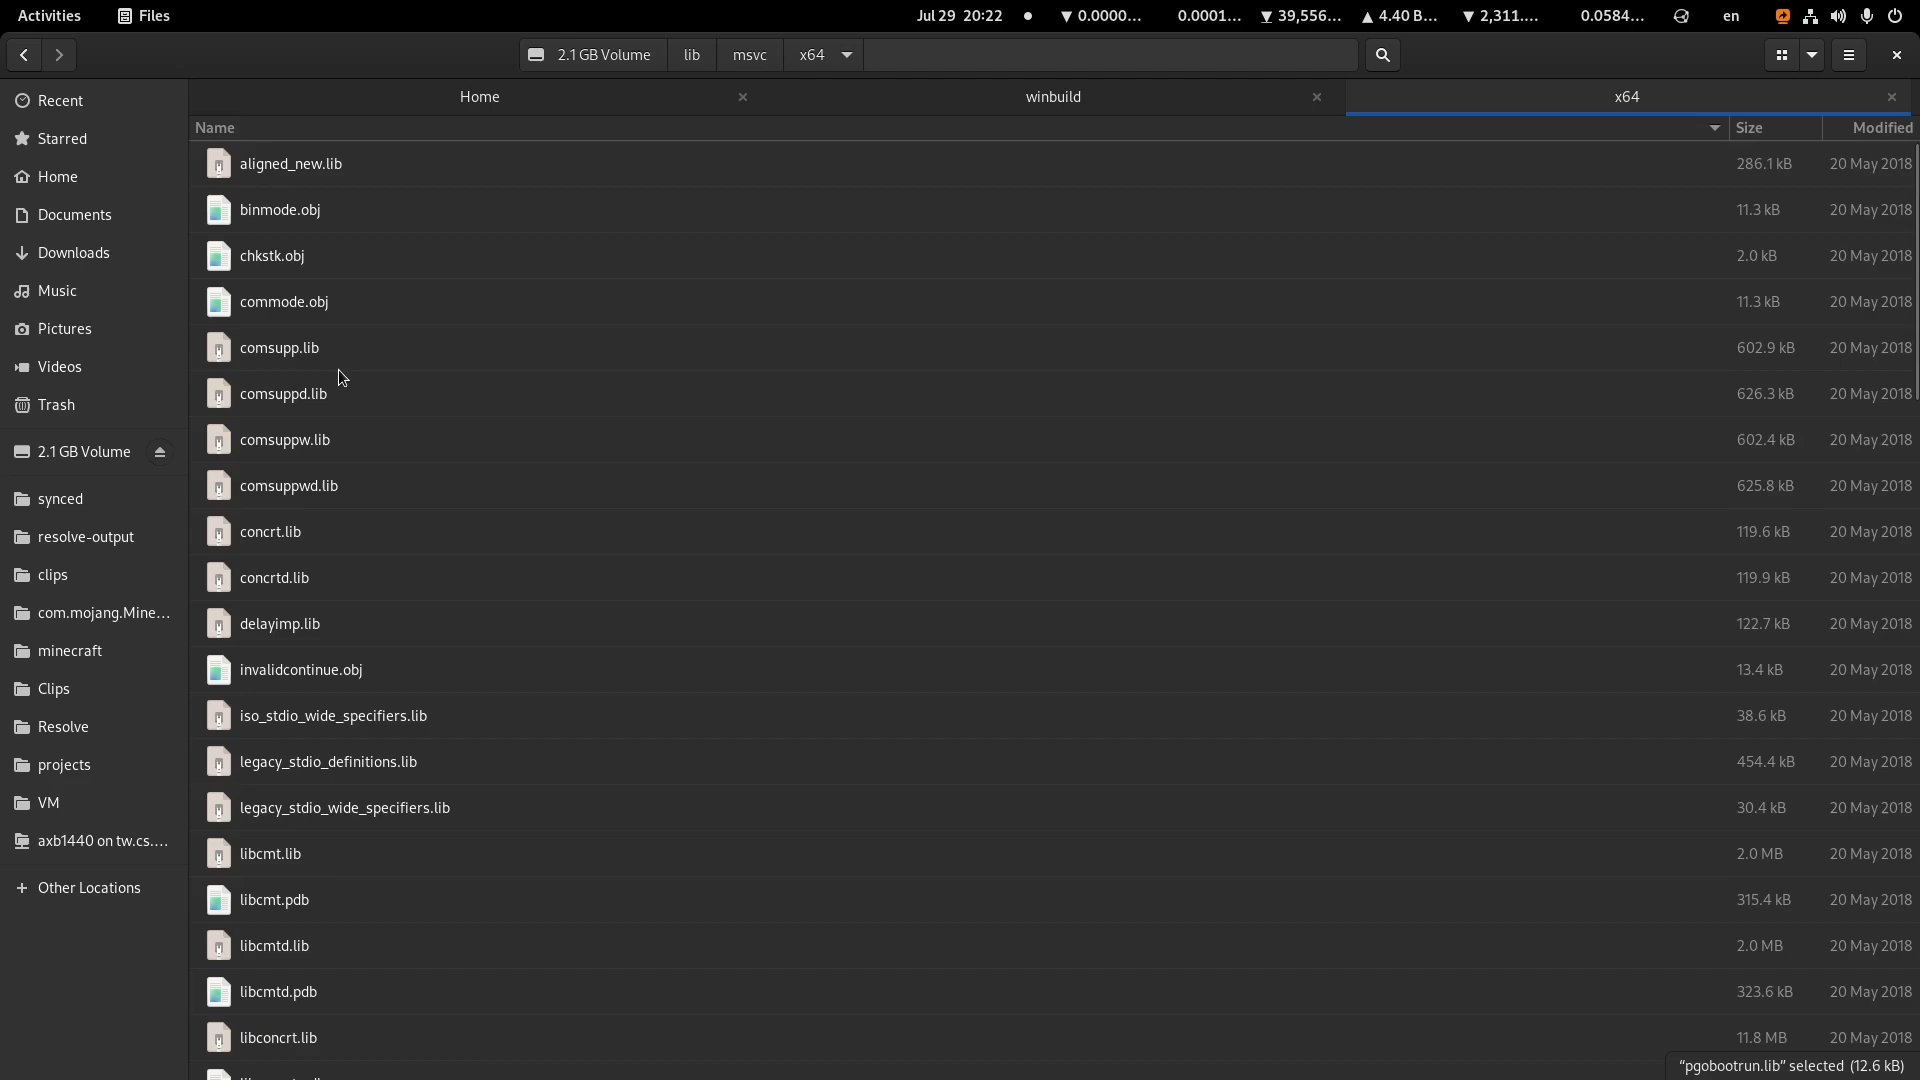 Activities Files Jul 29 20:22 ● ▼ 0.0000... 0.0001... ▼ 39,556... ▲ 4.40 B... ▼ 2,311.... 0.0584... en
2.1 GB Volume lib msvc x64
Home winbuild x64
Name Size Modified
Recent
Starred
Home
Documents
Downloads
Music
Pictures
Videos
Trash
2.1 GB Volume
synced
resolve-output
clips
com.mojang.Mine...
minecraft
Clips
Resolve
projects
VM
axb1440 on tw.cs....
+ Other Locations
aligned_new.lib 286.1 kB 20 May 2018
binmode.obj 11.3 kB 20 May 2018
chkstk.obj 2.0 kB 20 May 2018
commode.obj 11.3 kB 20 May 2018
comsupp.lib 602.9 kB 20 May 2018
comsuppd.lib 626.3 kB 20 May 2018
comsuppw.lib 602.4 kB 20 May 2018
comsuppwd.lib 625.8 kB 20 May 2018
concrt.lib 119.6 kB 20 May 2018
concrtd.lib 119.9 kB 20 May 2018
delayimp.lib 122.7 kB 20 May 2018
invalidcontinue.obj 13.4 kB 20 May 2018
iso_stdio_wide_specifiers.lib 38.6 kB 20 May 2018
legacy_stdio_definitions.lib 454.4 kB 20 May 2018
legacy_stdio_wide_specifiers.lib 30.4 kB 20 May 2018
libcmt.lib 2.0 MB 20 May 2018
libcmt.pdb 315.4 kB 20 May 2018
libcmtd.lib 2.0 MB 20 May 2018
libcmtd.pdb 323.6 kB 20 May 2018
libconcrt.lib 11.8 MB 20 May 2018
“pgobootrun.lib” selected (12.6 kB)